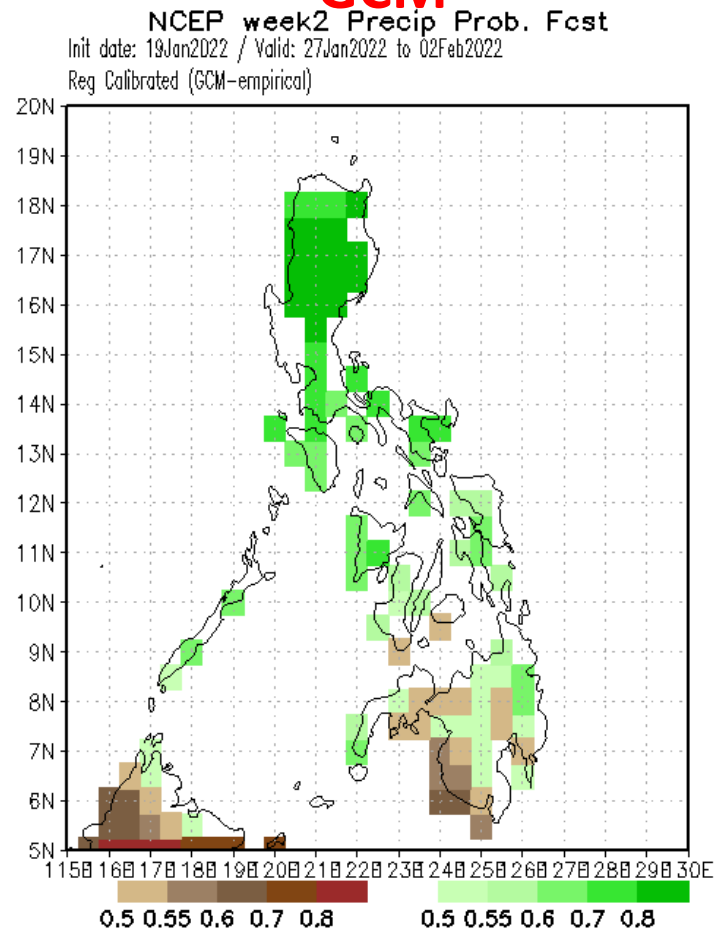 GCM
NCEP week2 Precip Prob. Fcst
Init date: 19Jan2022 / Valid: 27Jan2022 to 02Feb2022
Reg Calibrated (GCM-empirical)
20N
19N
18N
17N
16N
15N
14N
13N
12N
11N
10N
9N
8N
7N
6N
5N
115E 116E 117E 118E 119E 120E 121E 122E 123E 124E 125E 126E 127E 128E 129E 130E
0.5 0.55 0.6 0.7 0.8 0.5 0.55 0.6 0.7 0.8